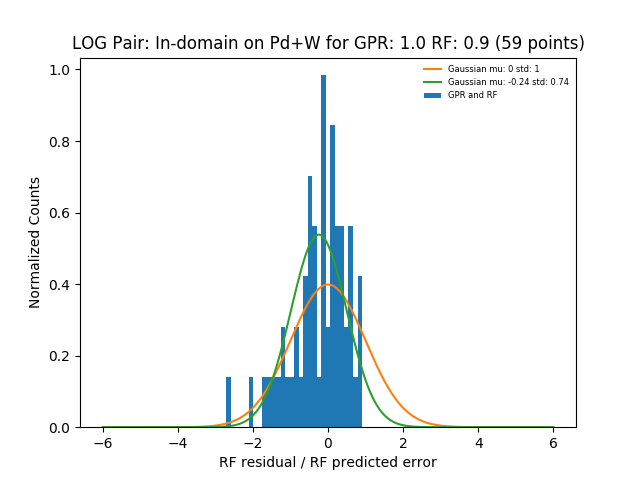 LOG Pair: In-domain on Pd+W for GPR: 1.0 RF: 0.9 (59 points)
Gaussian mu: 0 std: 1
Gaussian mu: -0.24 std: 0.74
GPR and RF
Normalized Counts
1.0
0.8
0.6
0.4
0.2
0.0
−6 −4 −2 0 2 4 6
RF residual / RF predicted error